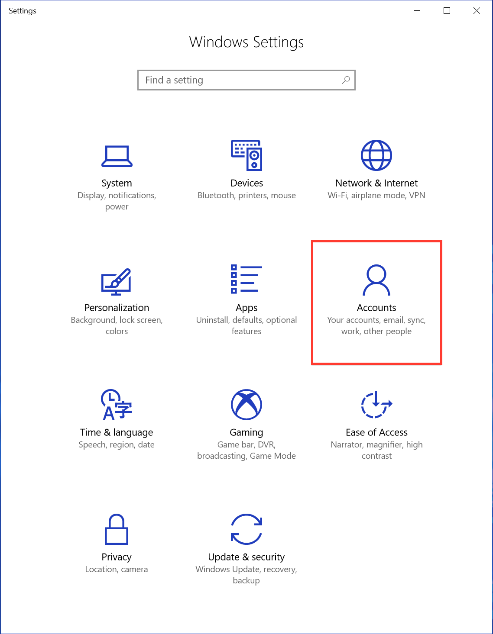 Settings
Windows Settings
Find a setting
System
Display, notifications,
power
Devices
Bluetooth, printers, mouse
Network & Internet
Wi-Fi, airplane mode, VPN
Personalization
Background, lock screen,
colors
Apps
Uninstall, defaults, optional
features
Accounts
Your accounts, email, sync,
work, other people
A字
Time & language
Speech, region, date
Gaming
Game bar, DVR,
broadcasting, Game Mode
Ease of Access
Narrator, magnifier, high
contrast
Privacy
Location, camera
Update & security
Windows Update, recovery,
backup